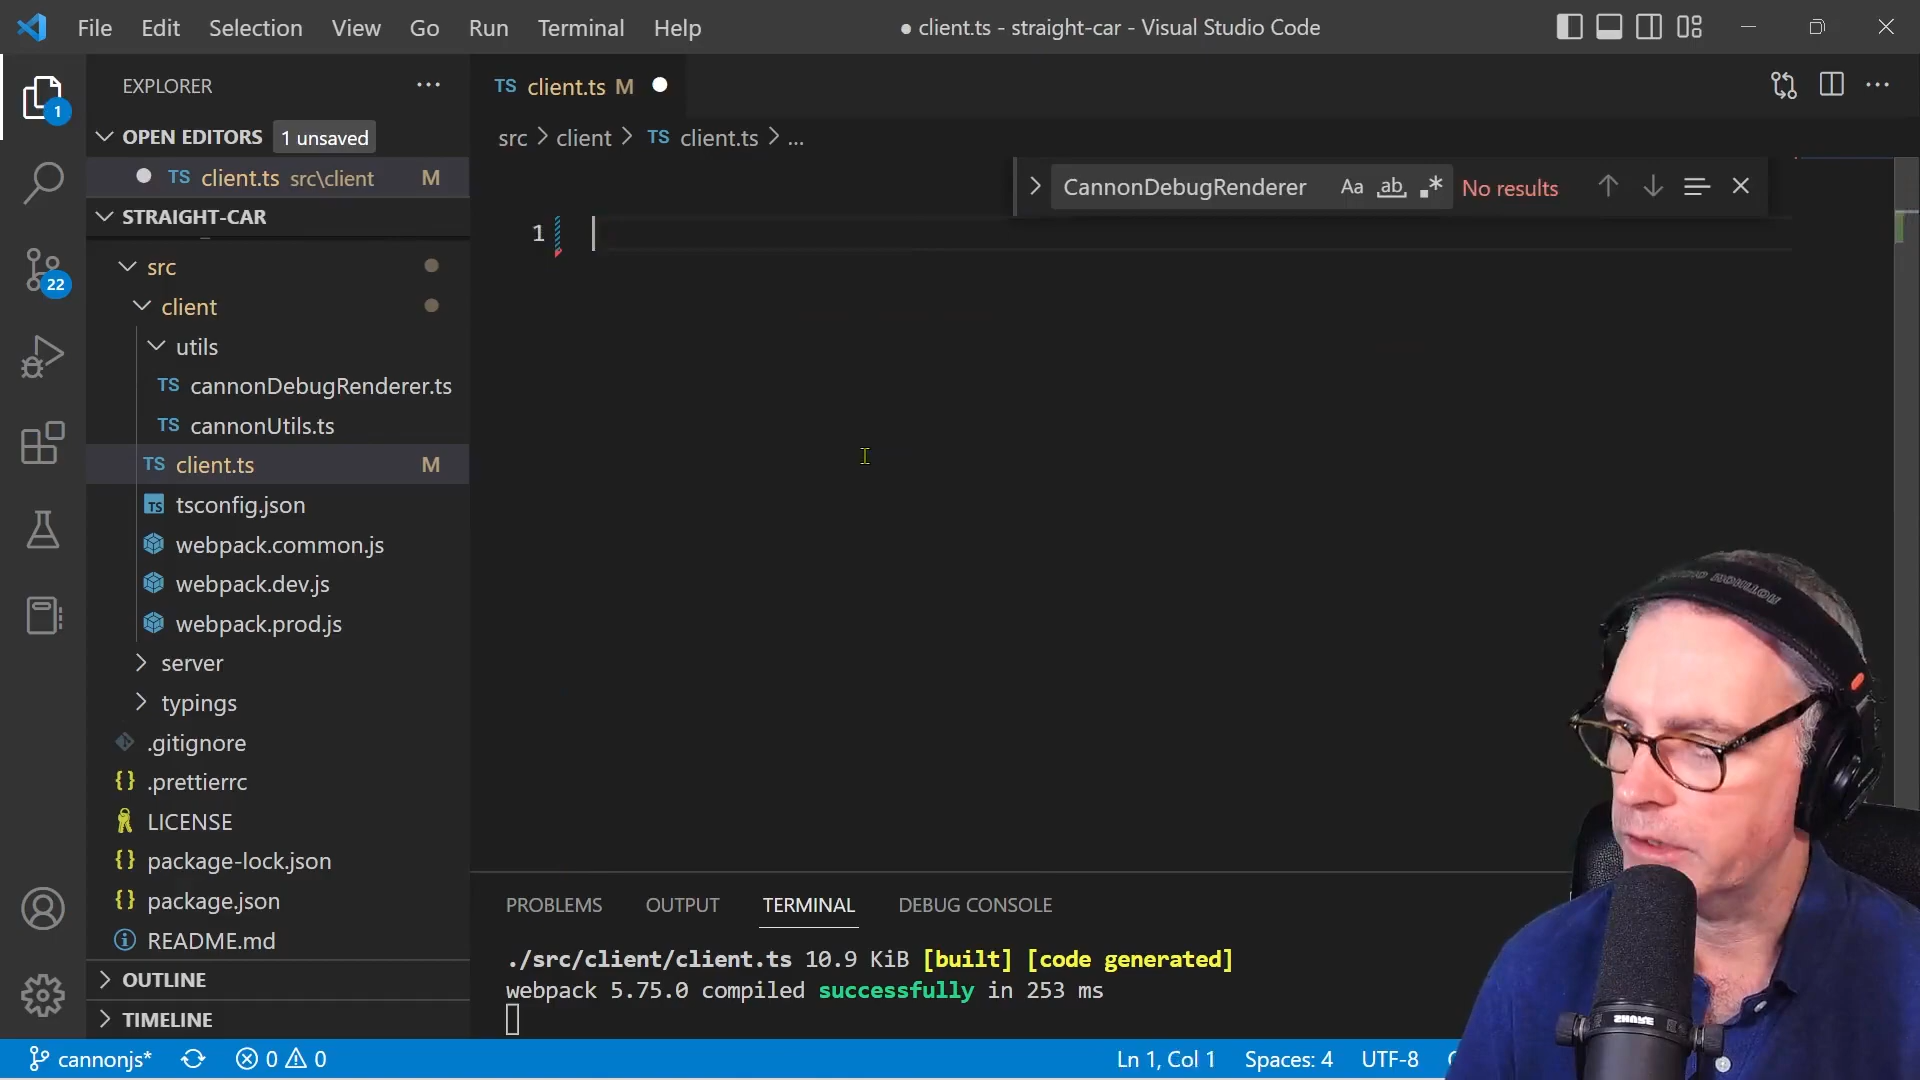 File Edit Selection View Go Run Terminal Help
● client.ts - straight-car - Visual Studio Code
EXPLORER
1
OPEN EDITORS 1 unsaved
TS client.ts src\client M
STRAIGHT-CAR
src
client
utils
TS cannonDebugRenderer.ts
TS cannonUtils.ts
TS client.ts M
TS tsconfig.json
webpack.common.js
webpack.dev.js
webpack.prod.js
server
typings
.gitignore
{} .prettierrc
LICENSE
{} package-lock.json
{} package.json
README.md
OUTLINE
TIMELINE
22
TS client.ts M
src > client > TS client.ts > ...
CannonDebugRenderer Aa ab .* No results
1
PROBLEMS OUTPUT TERMINAL DEBUG CONSOLE
./src/client/client.ts 10.9 KiB [built] [code generated]
webpack 5.75.0 compiled successfully in 253 ms
cannonjs* 0 0
Ln 1, Col 1 Spaces: 4 UTF-8
SHURE